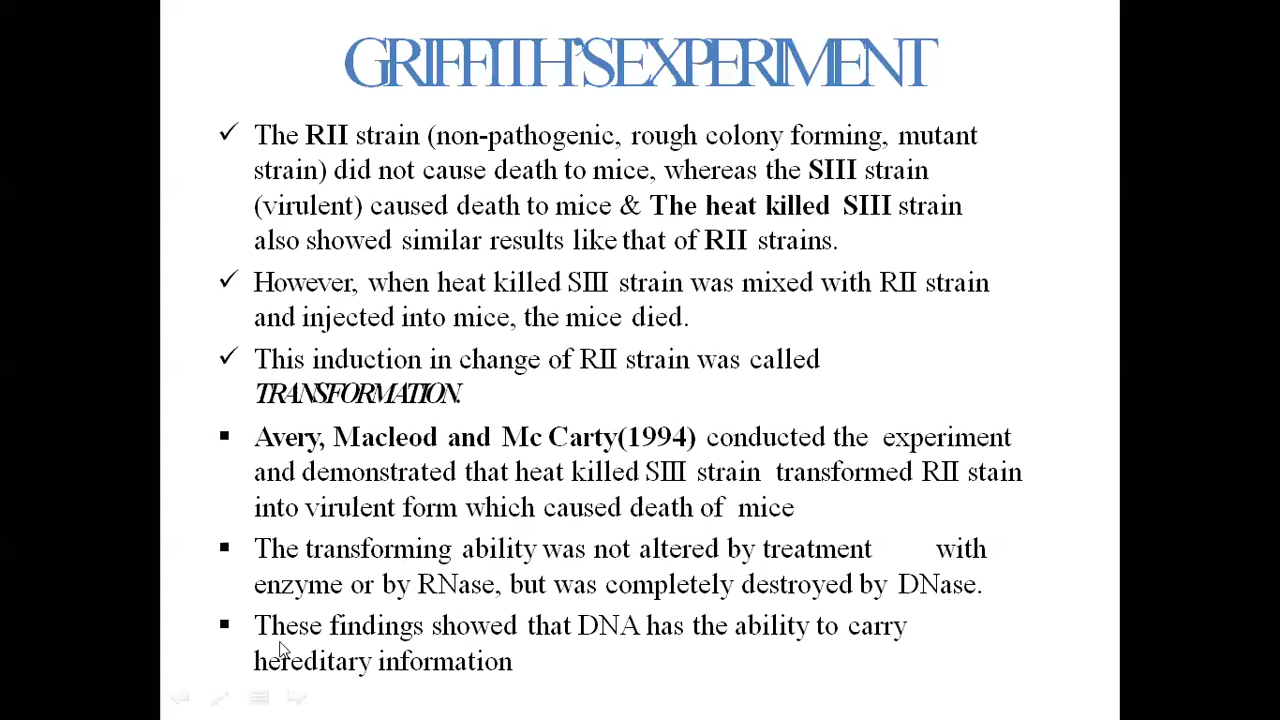 GRIFFITH'S EXPERIMENT
✓ The RII strain (non-pathogenic, rough colony forming, mutant
strain) did not cause death to mice, whereas the SIII strain
(virulent) caused death to mice & The heat killed SIII strain
also showed similar results like that of RII strains.
✓ However, when heat killed SIII strain was mixed with RII strain
and injected into mice, the mice died.
✓ This induction in change of RII strain was called
TRANSFORMATION.
▪ Avery, Macleod and Mc Carty(1994) conducted the experiment
and demonstrated that heat killed SIII strain transformed RII stain
into virulent form which caused death of mice
▪ The transforming ability was not altered by treatment with
enzyme or by RNase, but was completely destroyed by DNase.
▪ These findings showed that DNA has the ability to carry
hereditary information